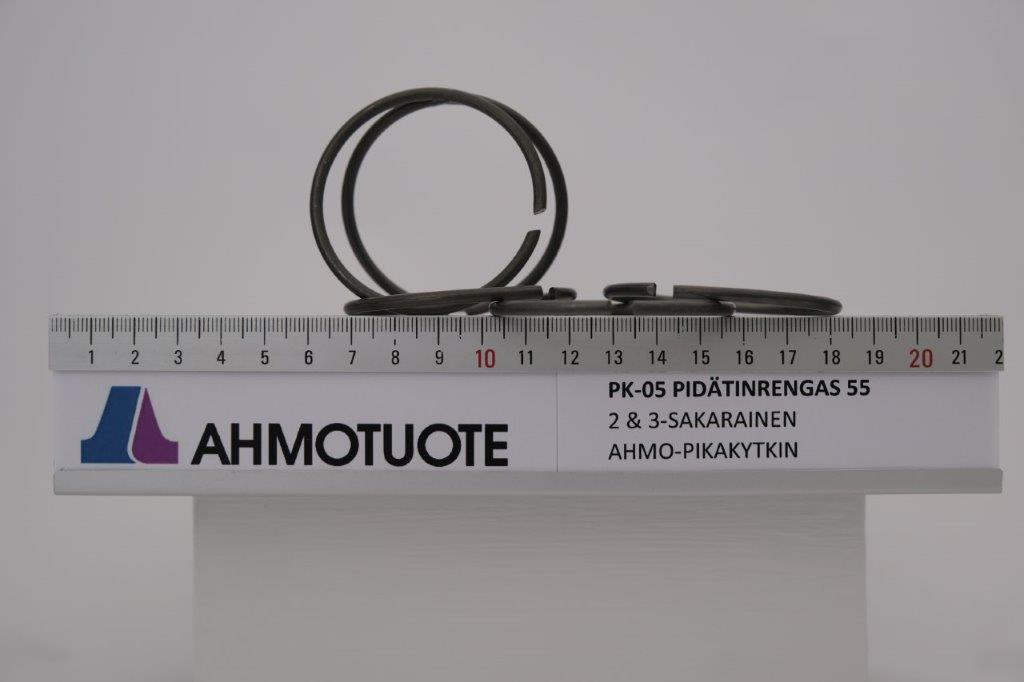 1 2 3 4 5 6 7 8 9 10 11 12 13 14 15 16 17 18 19 20 21 2
AHMOTUOTE
PK-05 PIDÄTINRENGAS 55
2 & 3-SAKARAINEN
AHMO-PIKAKYTKIN